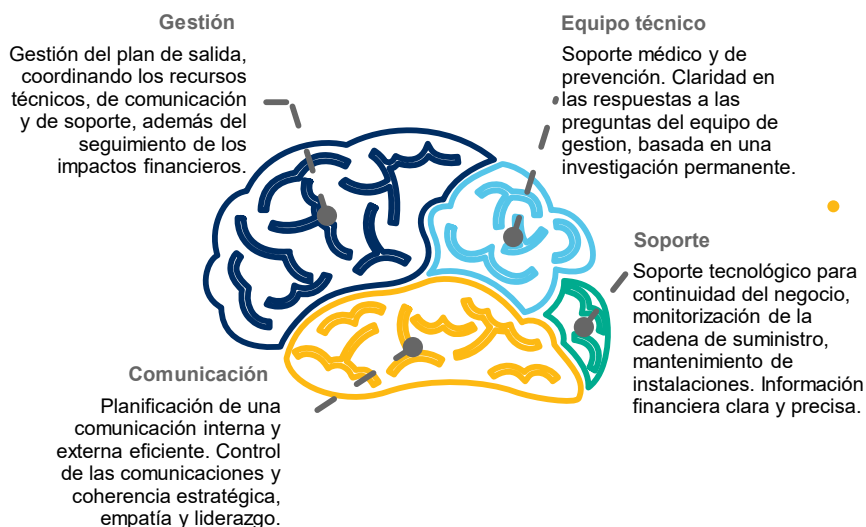 Gestión
Gestión del plan de salida,
coordinando los recursos
técnicos, de comunicación
y de soporte, además del
seguimiento de los
impactos financieros.
Equipo técnico
Soporte médico y de
prevención. Claridad en
las respuestas a las
preguntas del equipo de
gestion, basada en una
investigación permanente.
Soporte
Soporte tecnológico para
continuidad del negocio,
monitorización de la
cadena de suministro,
mantenimiento de
instalaciones. Información
financiera clara y precisa.
Comunicación
Planificación de una
comunicación interna y
externa eficiente. Control
de las comunicaciones y
coherencia estratégica,
empatía y liderazgo.